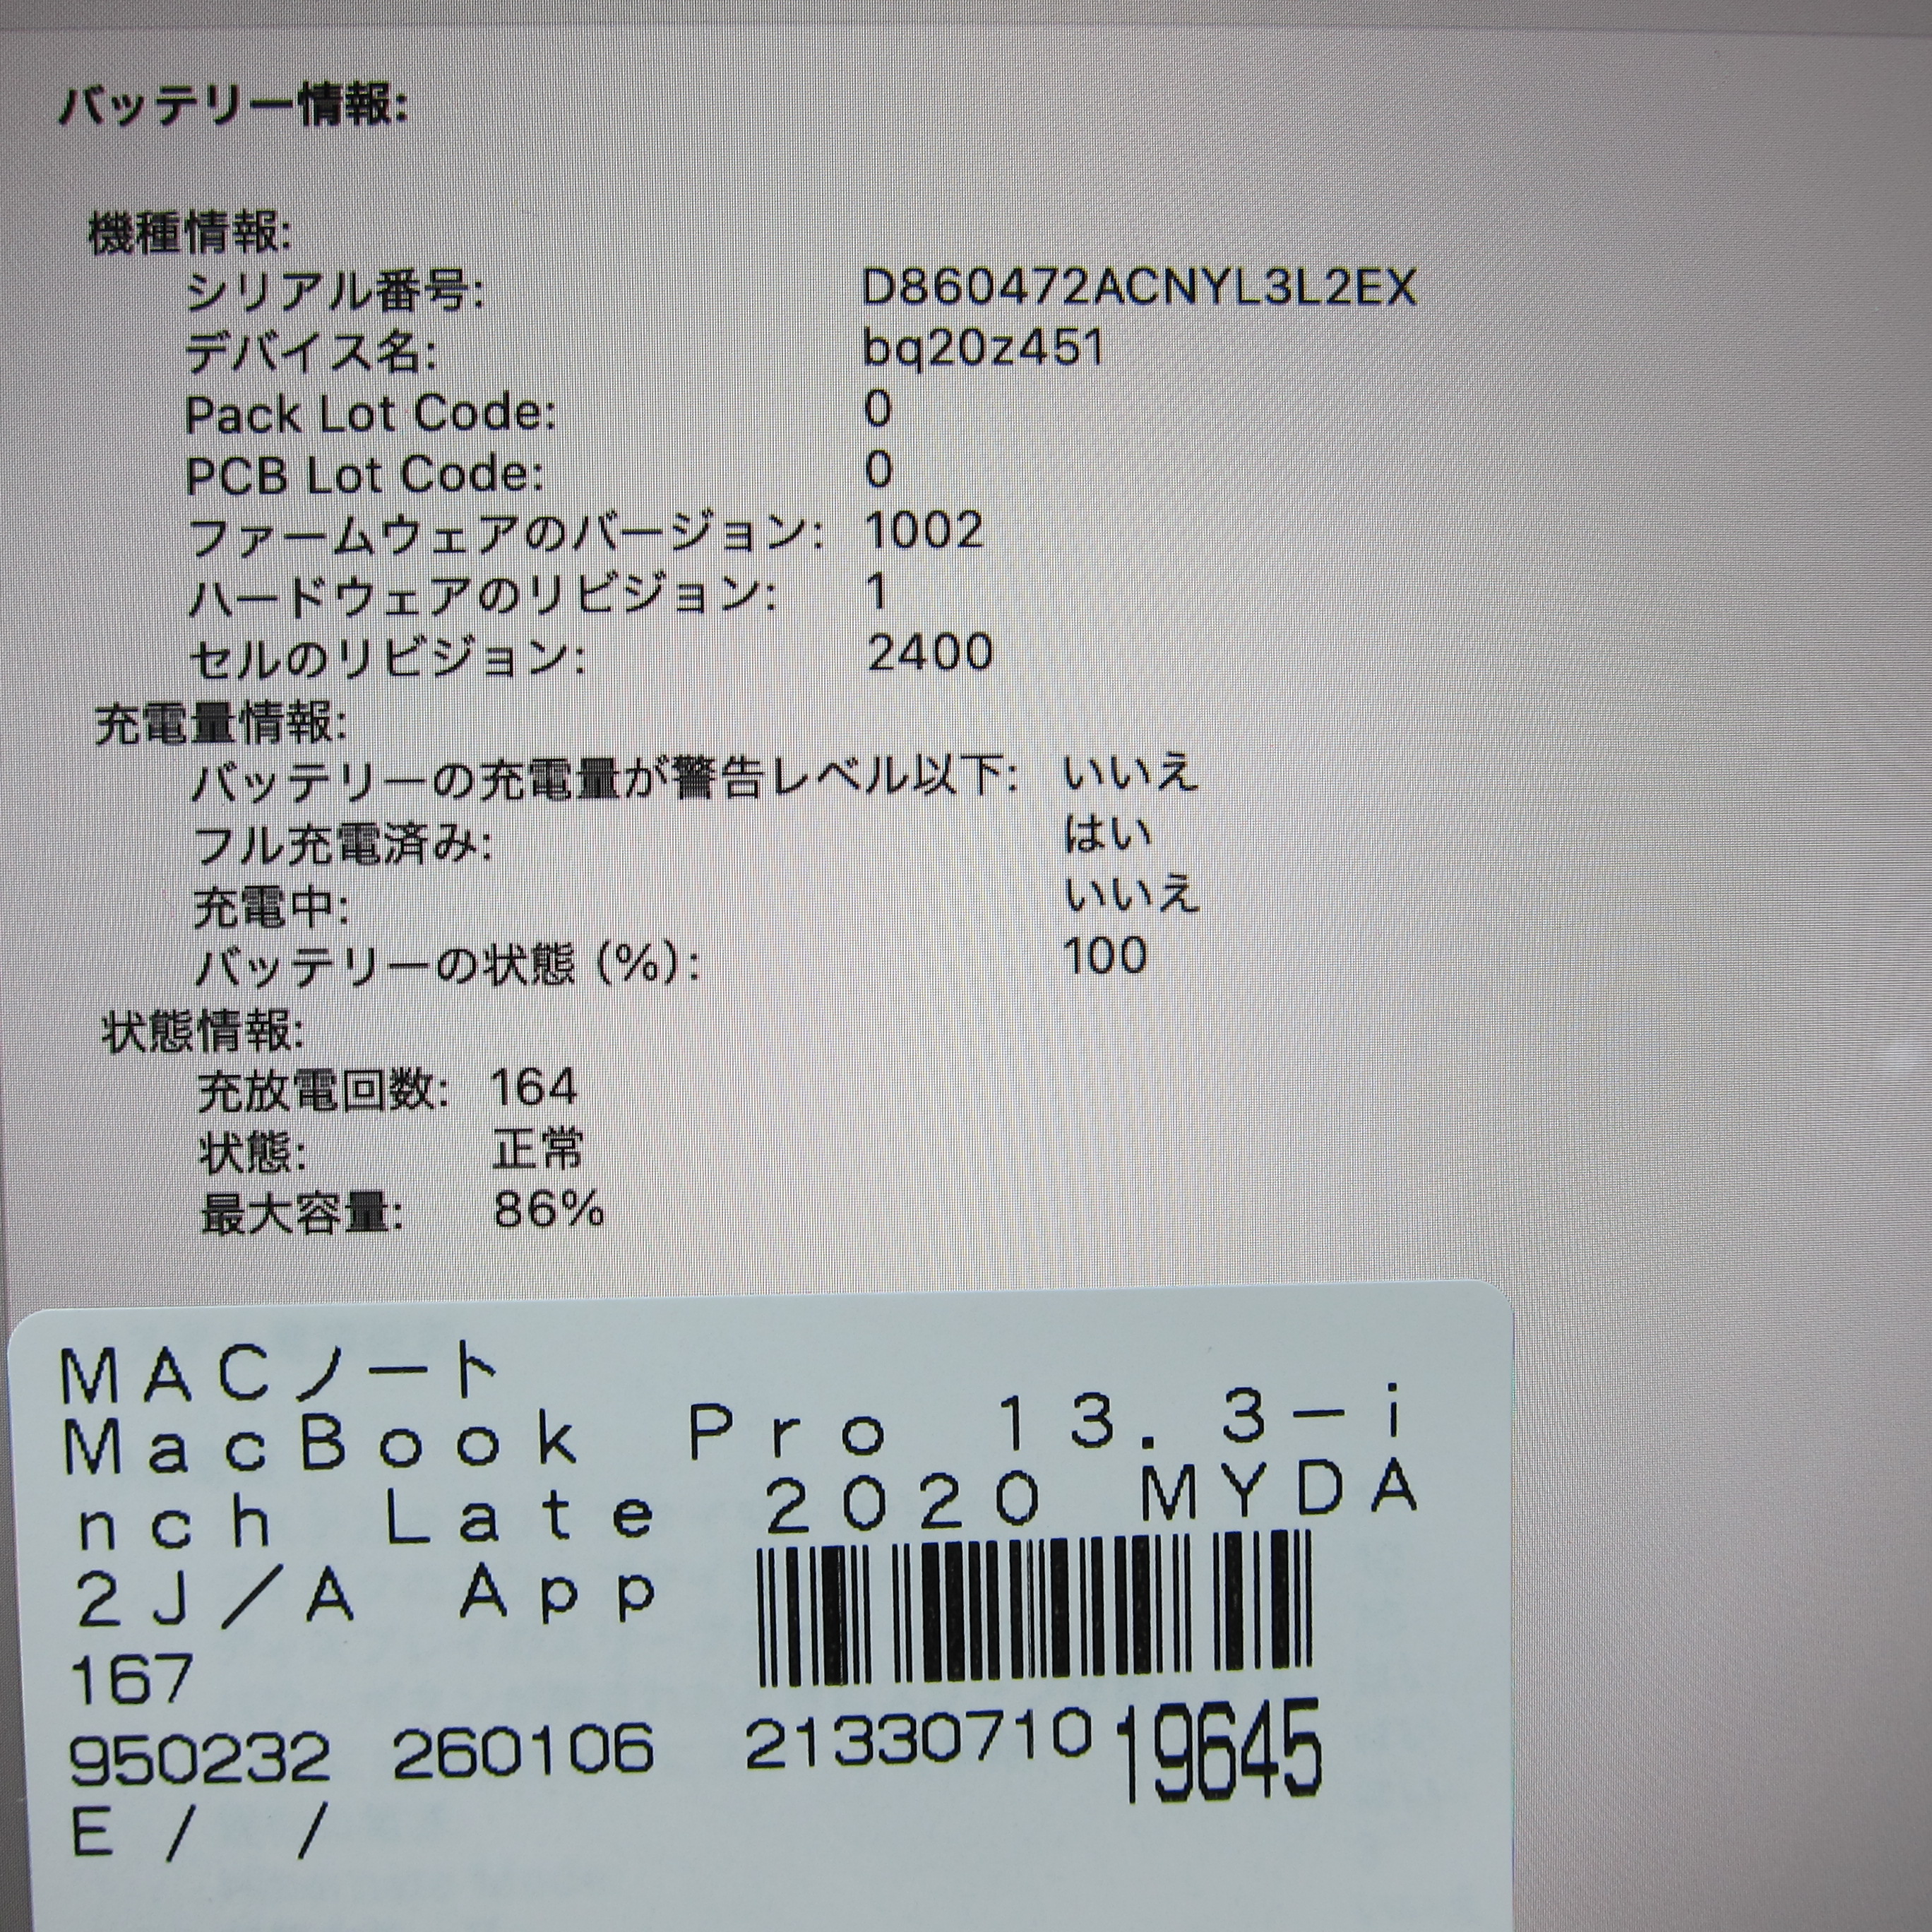 バッテリー情報:
機種情報:
シリアル番号: D860472ACNYL3L2EX
デバイス名: bq20z451
Pack Lot Code: 0
PCB Lot Code: 0
ファームウェアのバージョン: 1002
ハードウェアのリビジョン: 1
セルのリビジョン: 2400
充電量情報:
バッテリーの充電量が警告レベル以下: いいえ
フル充電済み: はい
充電中: いいえ
バッテリーの状態 (%): 100
状態情報:
充放電回数: 164
状態: 正常
最大容量: 86%
MACノート
MacBook Pro 13.3-i
nch Late 2020 MYDA
2J/A App
167
950232 260106 21330710 19645
E / /